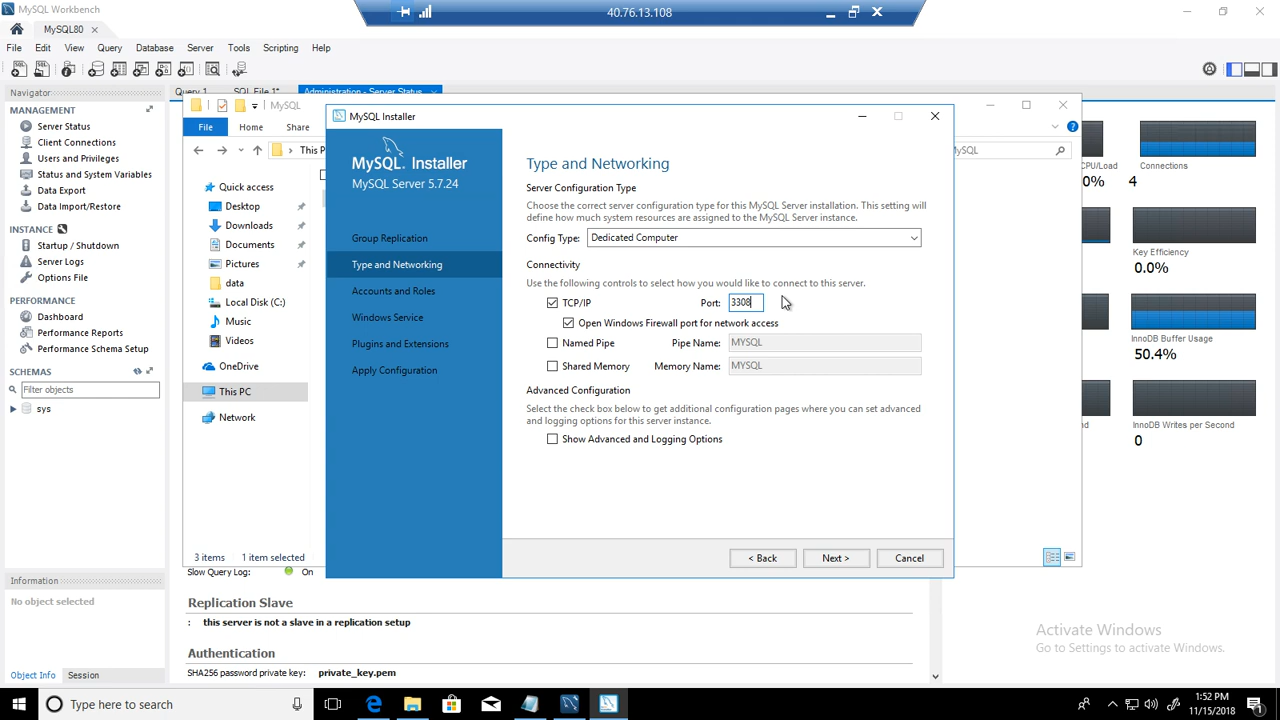 MySQL Workbench
40.76.13.108
MySQL80
File Edit View Query Database Server Tools Scripting Help
Navigator
Query 1 SQL File 1* Administration - Server Status
MANAGEMENT
Server Status
Client Connections
Users and Privileges
Status and System Variables
Data Export
Data Import/Restore
INSTANCE
Startup / Shutdown
Server Logs
Options File
PERFORMANCE
Dashboard
Performance Reports
Performance Schema Setup
SCHEMAS
Filter objects
sys
Information
No object selected
Object Info Session
MySQL
File Home Share
This P
MySQL
Quick access
Desktop
Downloads
Documents
Pictures
data
Local Disk (C:)
Music
Videos
OneDrive
This PC
Network
3 items 1 item selected
MySQL Installer
MySQL. Installer
MySQL Server 5.7.24
Group Replication
Type and Networking
Accounts and Roles
Windows Service
Plugins and Extensions
Apply Configuration
Type and Networking
Server Configuration Type
Choose the correct server configuration type for this MySQL Server installation. This setting will
define how much system resources are assigned to the MySQL Server instance.
Config Type: Dedicated Computer
Connectivity
Use the following controls to select how you would like to connect to this server.
TCP/IP Port: 3308
Open Windows Firewall port for network access
Named Pipe Pipe Name: MYSQL
Shared Memory Memory Name: MYSQL
Advanced Configuration
Select the check box below to get additional configuration pages where you can set advanced
and logging options for this server instance.
Show Advanced and Logging Options
< Back Next > Cancel
CPU/Load Connections
0% 4
Key Efficiency
0.0%
InnoDB Buffer Usage
50.4%
InnoDB Writes per Second
0
Slow Query Log: On
Replication Slave
: this server is not a slave in a replication setup
Authentication
SHA256 password private key: private_key.pem
Activate Windows
Go to Settings to activate Windows.
Type here to search
1:52 PM
11/15/2018
1